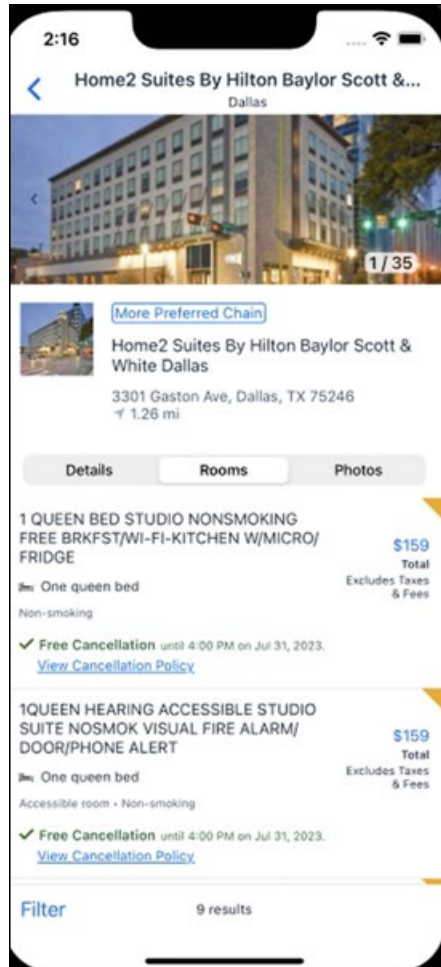 2:16
Home2 Suites By Hilton Baylor Scott &...
Dallas
1 / 35
More Preferred Chain
Home2 Suites By Hilton Baylor Scott &
White Dallas
3301 Gaston Ave, Dallas, TX 75246
1.26 mi
Details
Rooms
Photos
1 QUEEN BED STUDIO NONSMOKING
FREE BRKFST/WI-FI-KITCHEN W/MICRO/
FRIDGE
$159
Total
Excludes Taxes
& Fees
One queen bed
Non-smoking
Free Cancellation until 4:00 PM on Jul 31, 2023.
View Cancellation Policy
1QUEEN HEARING ACCESSIBLE STUDIO
SUITE NOSMOK VISUAL FIRE ALARM/
DOOR/PHONE ALERT
$159
Total
Excludes Taxes
& Fees
One queen bed
Accessible room • Non-smoking
Free Cancellation until 4:00 PM on Jul 31, 2023.
View Cancellation Policy
Filter
9 results